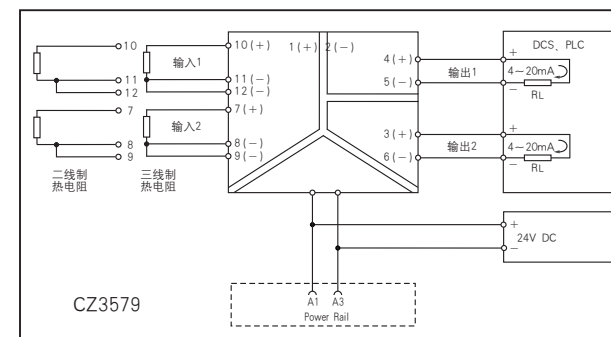 10
11
12
7
8
9
二线制
热电阻
三线制
热电阻
输入1
输入2
10(+)
11(−)
12(−)
7(+)
8(−)
9(−)
1(+)
2(−)
4(+)
5(−)
3(+)
6(−)
输出1
输出2
DCS、PLC
+
4~20mA
−
RL
+
4~20mA
−
RL
+
24V DC
−
A1
A3
Power Rail
CZ3579